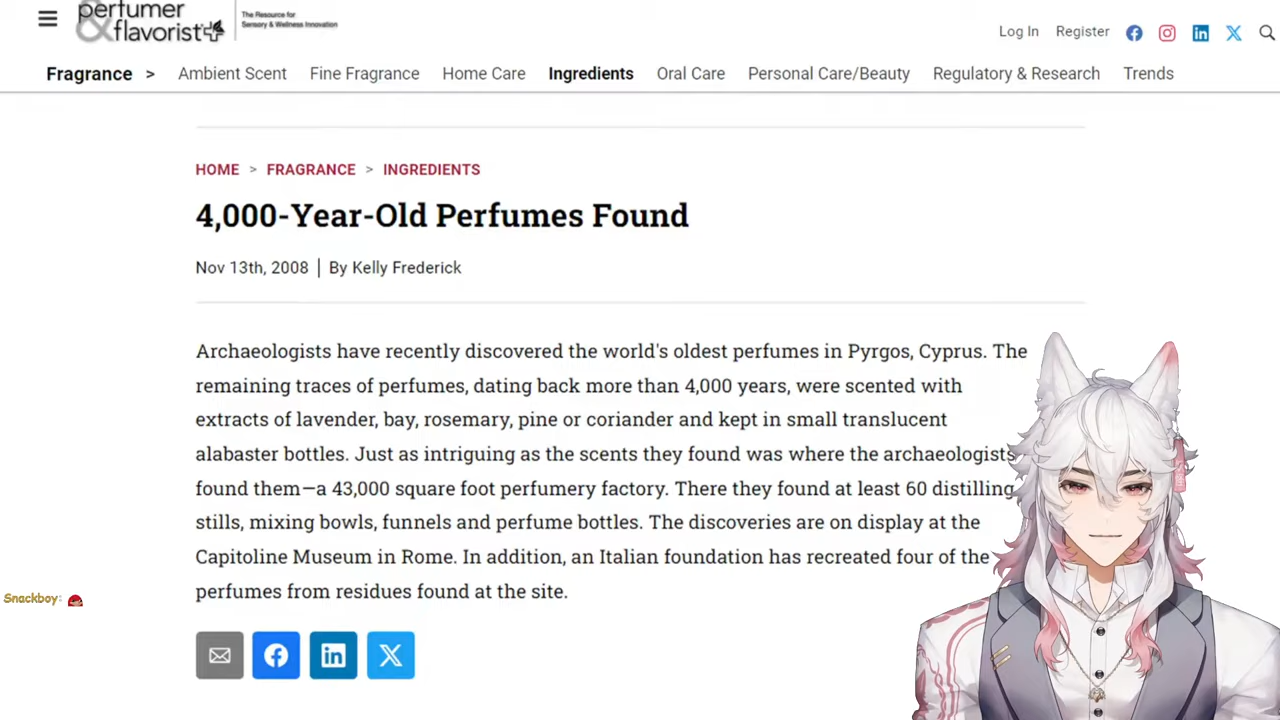 perfumer
& flavorist+
The Resource for
Sensory & Wellness Innovation
Log In Register
Fragrance > Ambient Scent Fine Fragrance Home Care Ingredients Oral Care Personal Care/Beauty Regulatory & Research Trends
HOME > FRAGRANCE > INGREDIENTS
4,000-Year-Old Perfumes Found
Nov 13th, 2008 | By Kelly Frederick
Archaeologists have recently discovered the world's oldest perfumes in Pyrgos, Cyprus. The
remaining traces of perfumes, dating back more than 4,000 years, were scented with
extracts of lavender, bay, rosemary, pine or coriander and kept in small translucent
alabaster bottles. Just as intriguing as the scents they found was where the archaeologists
found them—a 43,000 square foot perfumery factory. There they found at least 60 distilling
stills, mixing bowls, funnels and perfume bottles. The discoveries are on display at the
Capitoline Museum in Rome. In addition, an Italian foundation has recreated four of the
perfumes from residues found at the site.
Snackboy: